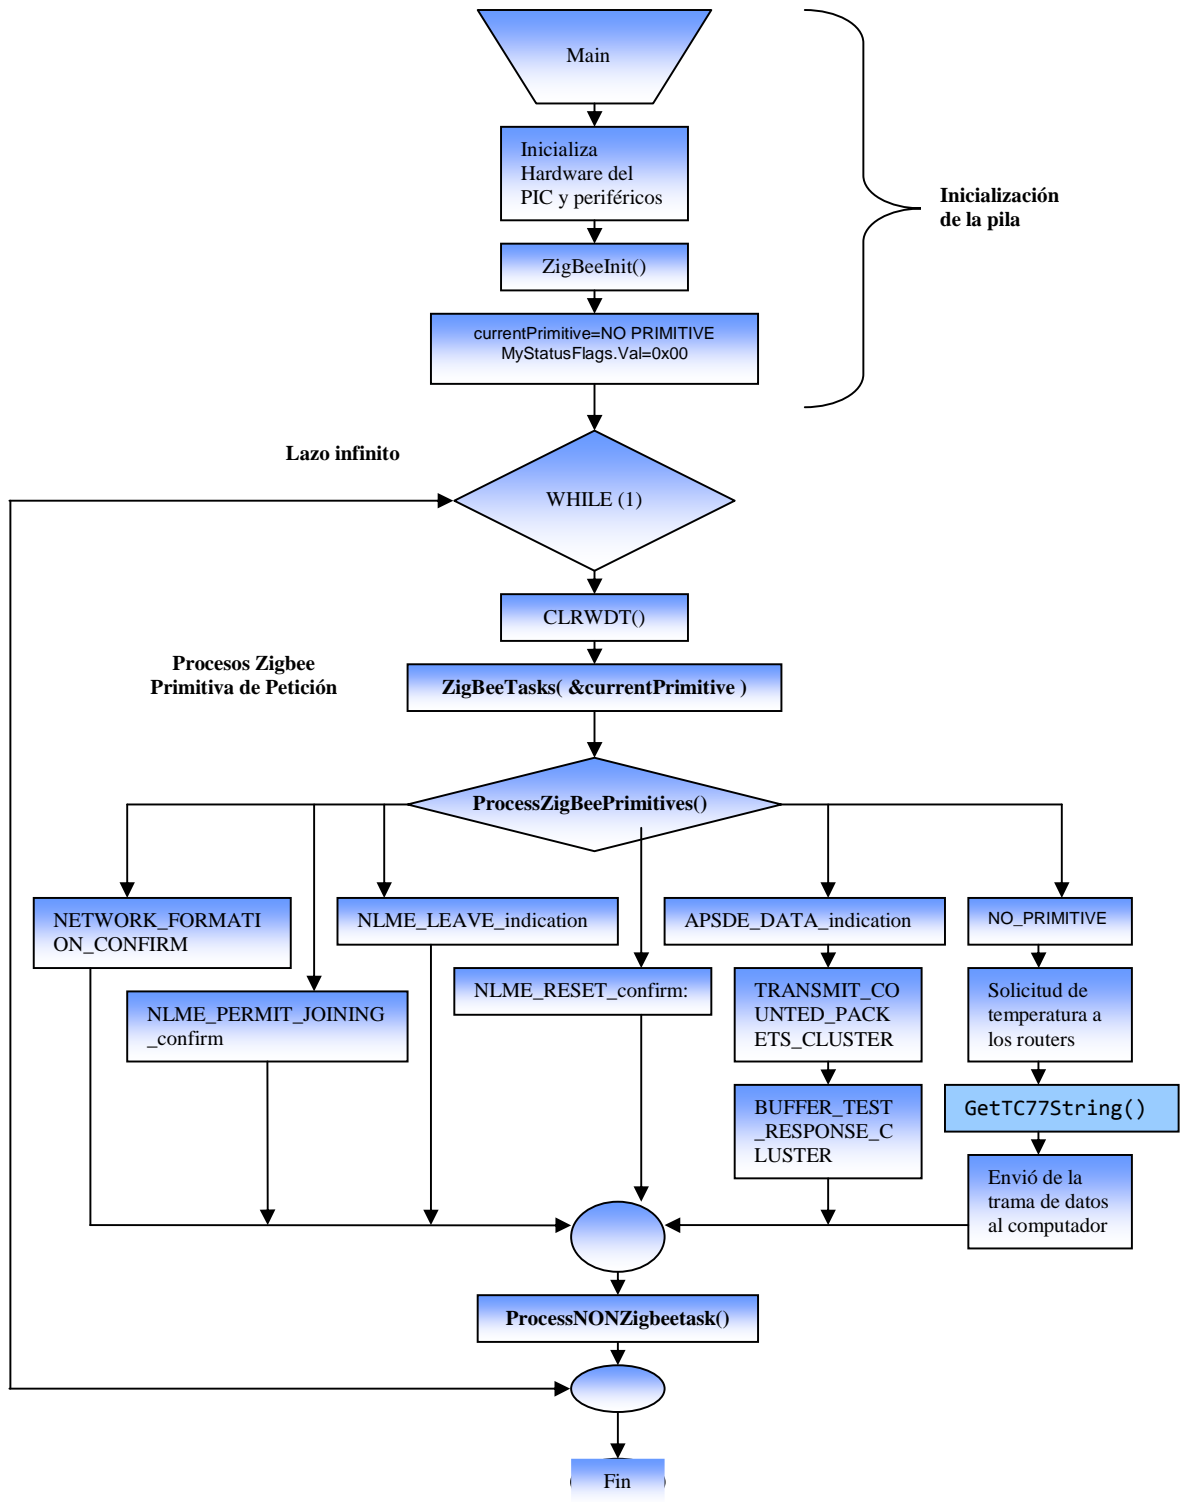 Main
Inicializa
Hardware del
PIC y periféricos
Inicialización
de la pila
ZigBeeInit()
currentPrimitive=NO PRIMITIVE
MyStatusFlags.Val=0x00
Lazo infinito
WHILE (1)
CLRWDT()
Procesos Zigbee
Primitiva de Petición
ZigBeeTasks( &currentPrimitive )
ProcessZigBeePrimitives()
NETWORK_FORMATI
ON_CONFIRM
NLME_LEAVE_indication
APSDE_DATA_indication
NO_PRIMITIVE
NLME_PERMIT_JOINING
_confirm
NLME_RESET_confirm:
TRANSMIT_CO
UNTED_PACK
ETS_CLUSTER
Solicitud de
temperatura a
los routers
BUFFER_TEST
_RESPONSE_C
LUSTER
GetTC77String()
Envió de la
trama de datos
al computador
ProcessNONZigbeetask()
Fin